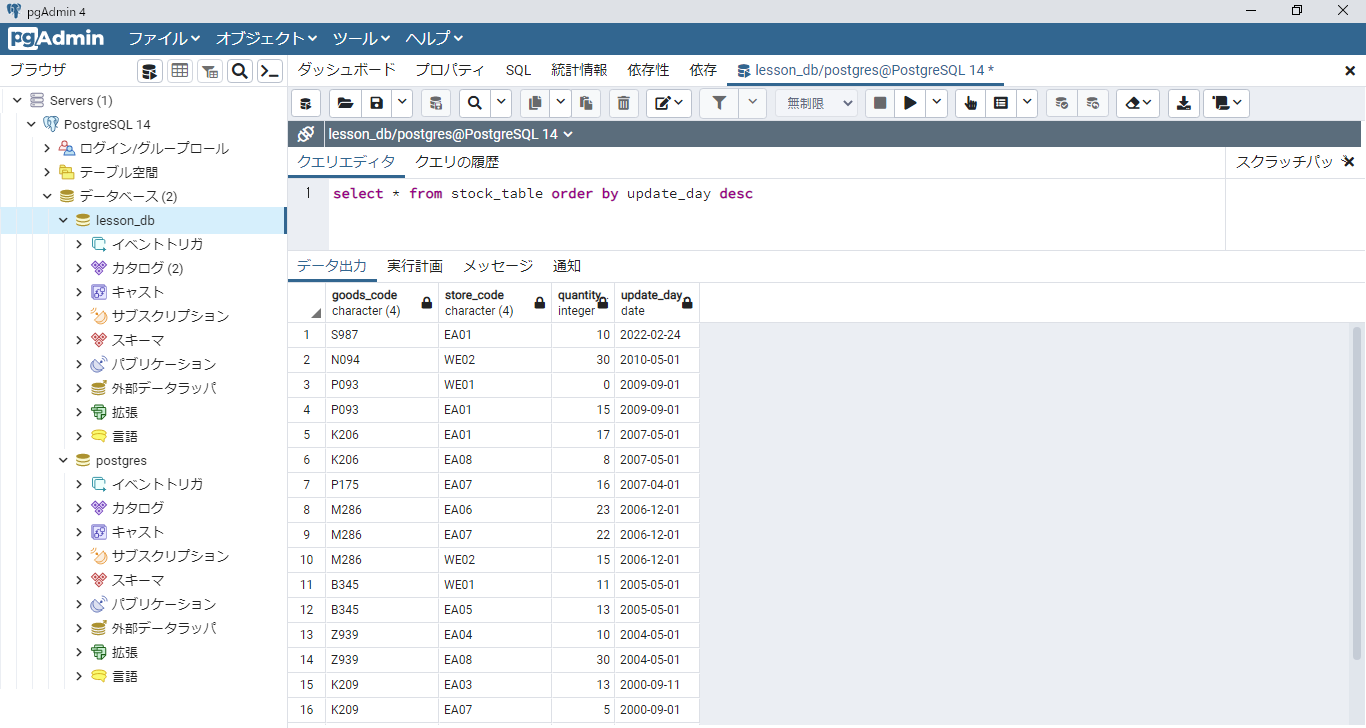 pgAdmin 4
pgAdmin ファイル オブジェクト ツール ヘルプ
ブラウザ
ダッシュボード プロパティ SQL 統計情報 依存性 依存 lesson_db/postgres@PostgreSQL 14 *
Servers (1)
PostgreSQL 14
ログイン/グループロール
テーブル空間
データベース (2)
lesson_db
イベントトリガ
カタログ (2)
キャスト
サブスクリプション
スキーマ
パブリケーション
外部データラッパ
拡張
言語
postgres
イベントトリガ
カタログ
キャスト
サブスクリプション
スキーマ
パブリケーション
外部データラッパ
拡張
言語
無制限
lesson_db/postgres@PostgreSQL 14
クエリエディタ クエリの履歴 スクラッチパッ
1 select * from stock_table order by update_day desc
データ出力 実行計画 メッセージ 通知
goods_code store_code quantity update_day
character (4) character (4) integer date
1 S987 EA01 10 2022-02-24
2 N094 WE02 30 2010-05-01
3 P093 WE01 0 2009-09-01
4 P093 EA01 15 2009-09-01
5 K206 EA01 17 2007-05-01
6 K206 EA08 8 2007-05-01
7 P175 EA07 16 2007-04-01
8 M286 EA06 23 2006-12-01
9 M286 EA07 22 2006-12-01
10 M286 WE02 15 2006-12-01
11 B345 WE01 11 2005-05-01
12 B345 EA05 13 2005-05-01
13 Z939 EA04 10 2004-05-01
14 Z939 EA08 30 2004-05-01
15 K209 EA03 13 2000-09-11
16 K209 EA07 5 2000-09-01